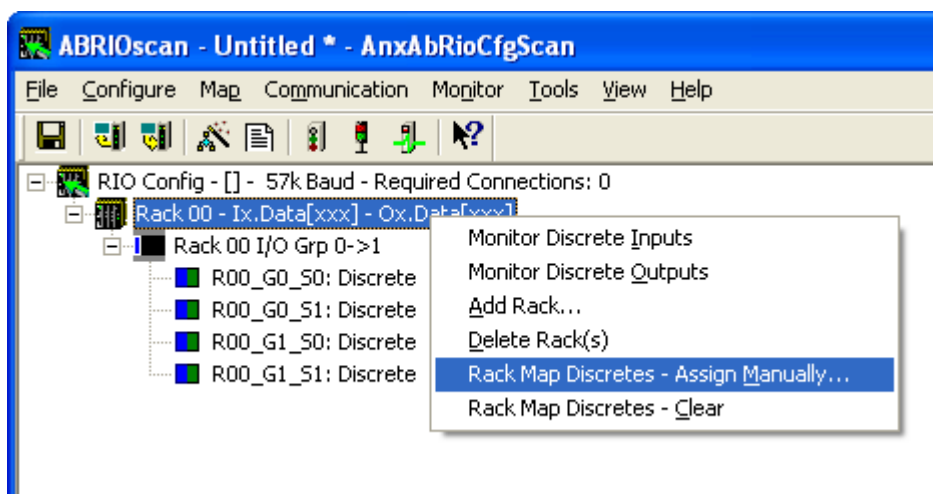 ABRIOscan - Untitled * - AnxAbRioCfgScan
File Configure Map Communication Monitor Tools View Help
RIO Config - [] - 57k Baud - Required Connections: 0
Rack 00 - Ix.Data[xxx] - Ox.Data[xxx]
Rack 00 I/O Grp 0->1
R00_G0_S0: Discrete
R00_G0_S1: Discrete
R00_G1_S0: Discrete
R00_G1_S1: Discrete
Monitor Discrete Inputs
Monitor Discrete Outputs
Add Rack...
Delete Rack(s)
Rack Map Discretes - Assign Manually...
Rack Map Discretes - Clear